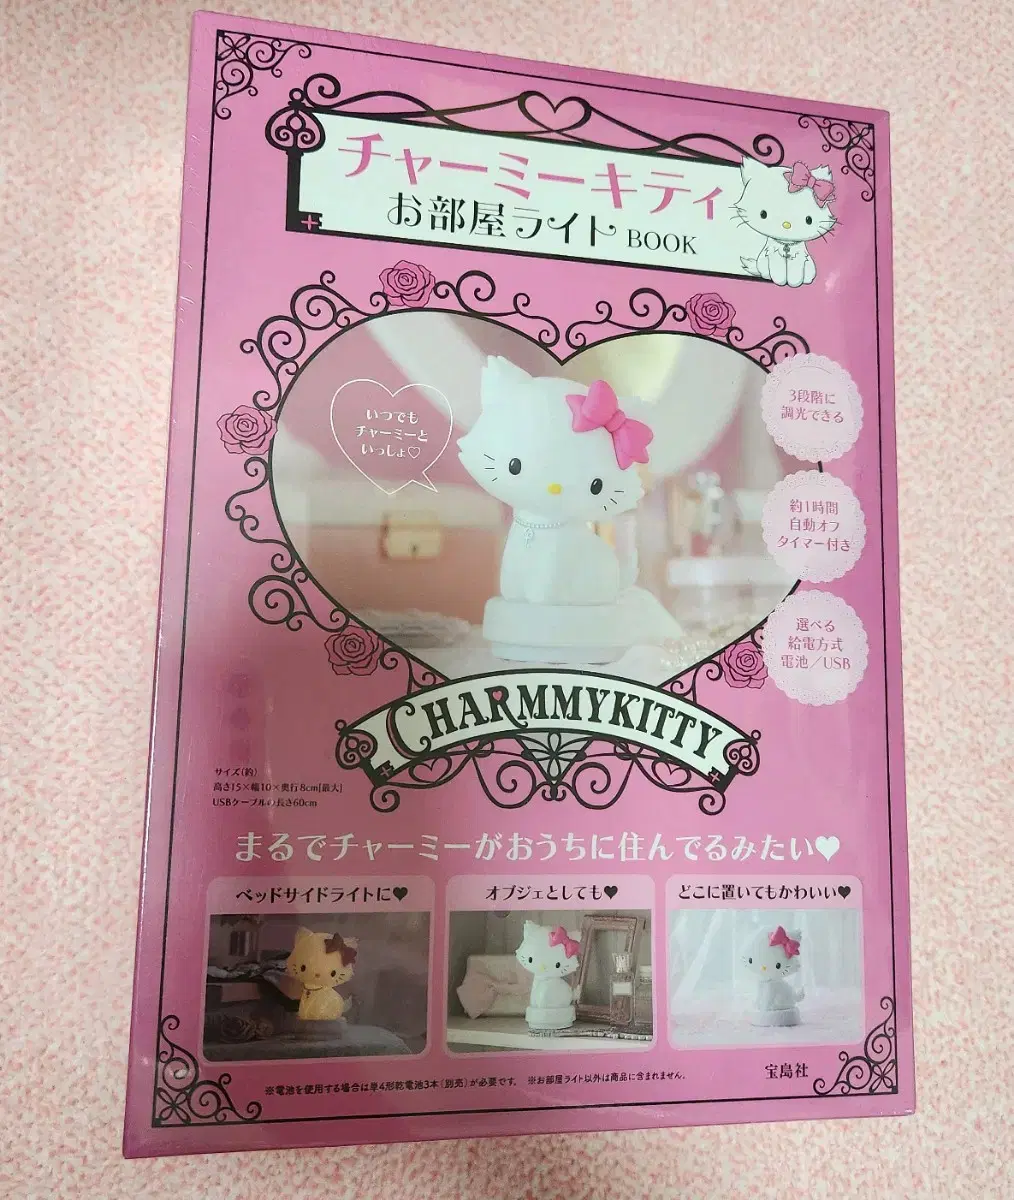 チャーミーキティ
お部屋ライト BOOK
いつでも
チャーミーと
いっしょ♡
3段階に
調光できる
約1時間
自動オフ
タイマー付き
選べる
給電方式
電池／USB
CHARMMYKITTY
サイズ(約)
高さ15×幅10×奥行8cm[最大]
USBケーブルの長さ60cm
まるでチャーミーがおうちに住んでるみたい♥
ベッドサイドライトに♥
オブジェとしても♥
どこに置いてもかわいい♥
※電池を使用する場合は単4形乾電池3本(別売)が必要です。 ※お部屋ライト以外は商品に含まれません。
宝島社